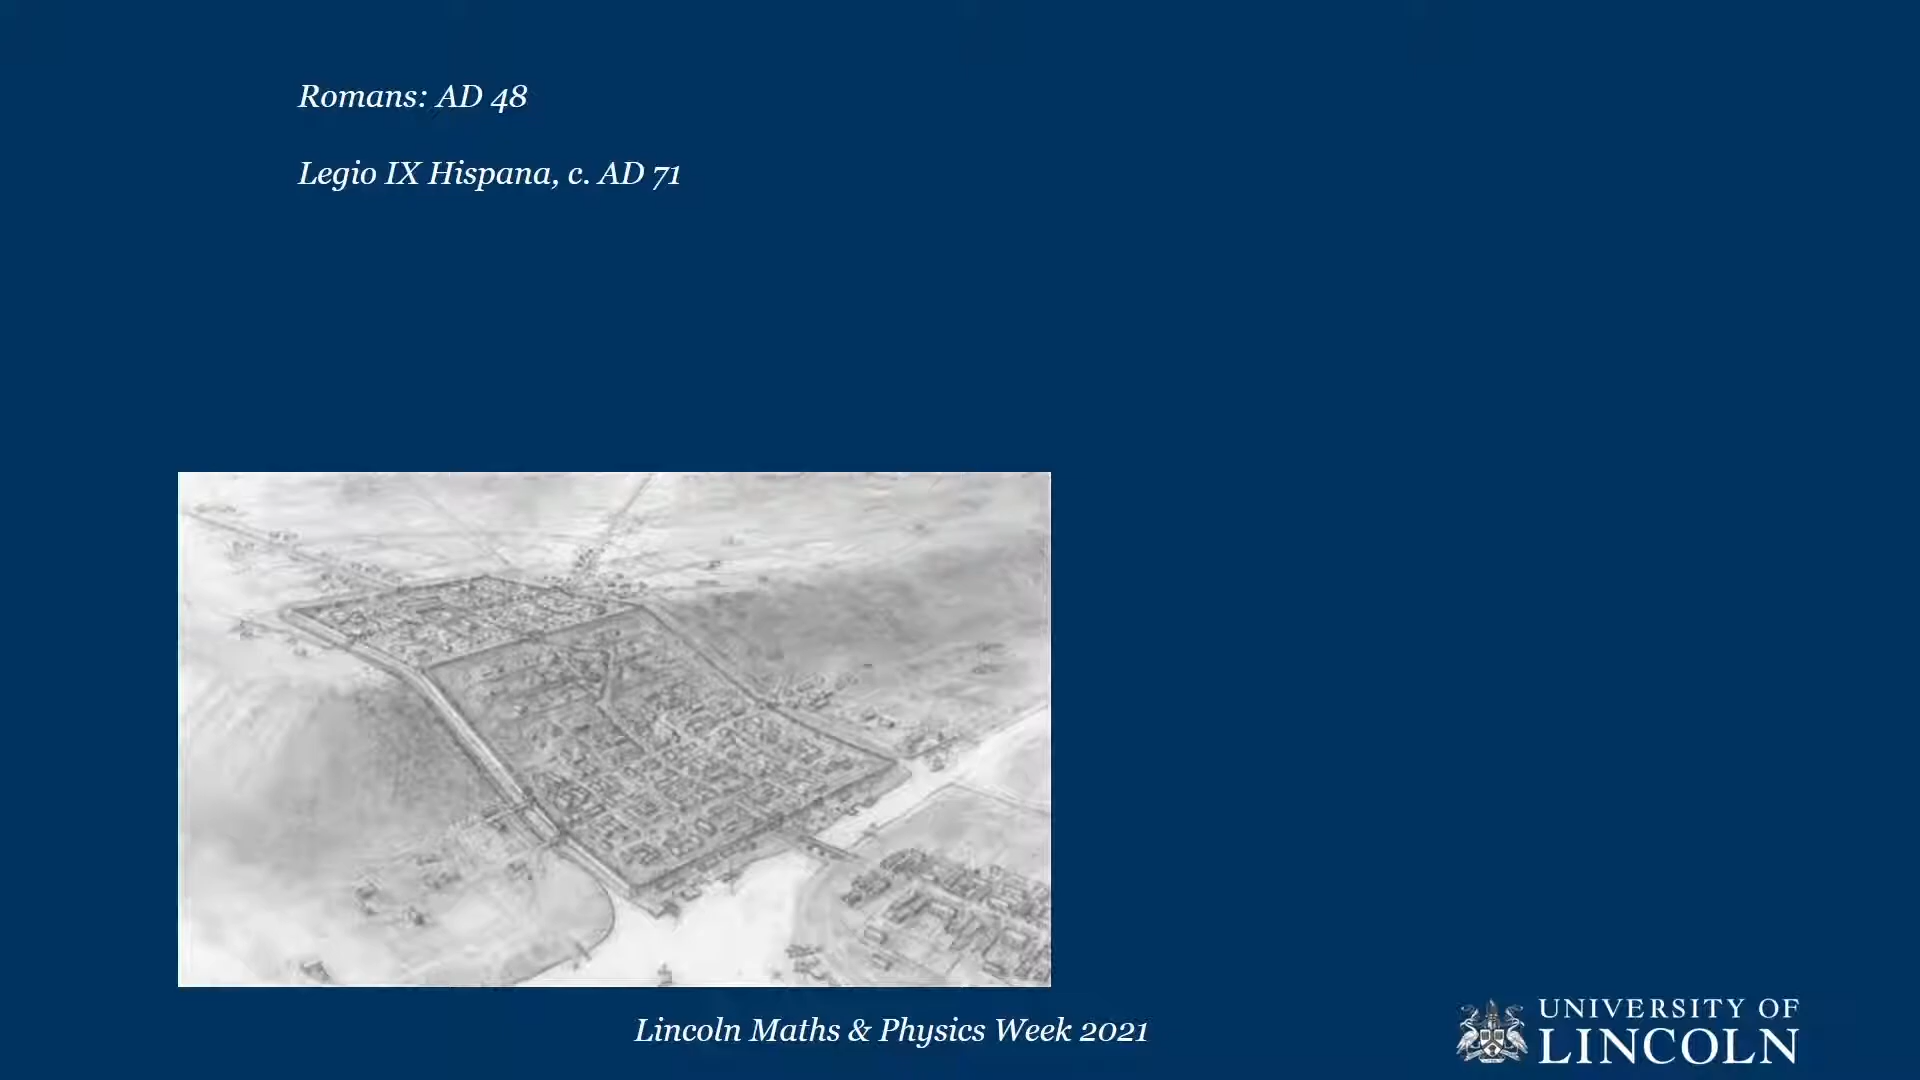 Romans: AD 48
Legio IX Hispana, c. AD 71
Lincoln Maths & Physics Week 2021
UNIVERSITY OF
LINCOLN